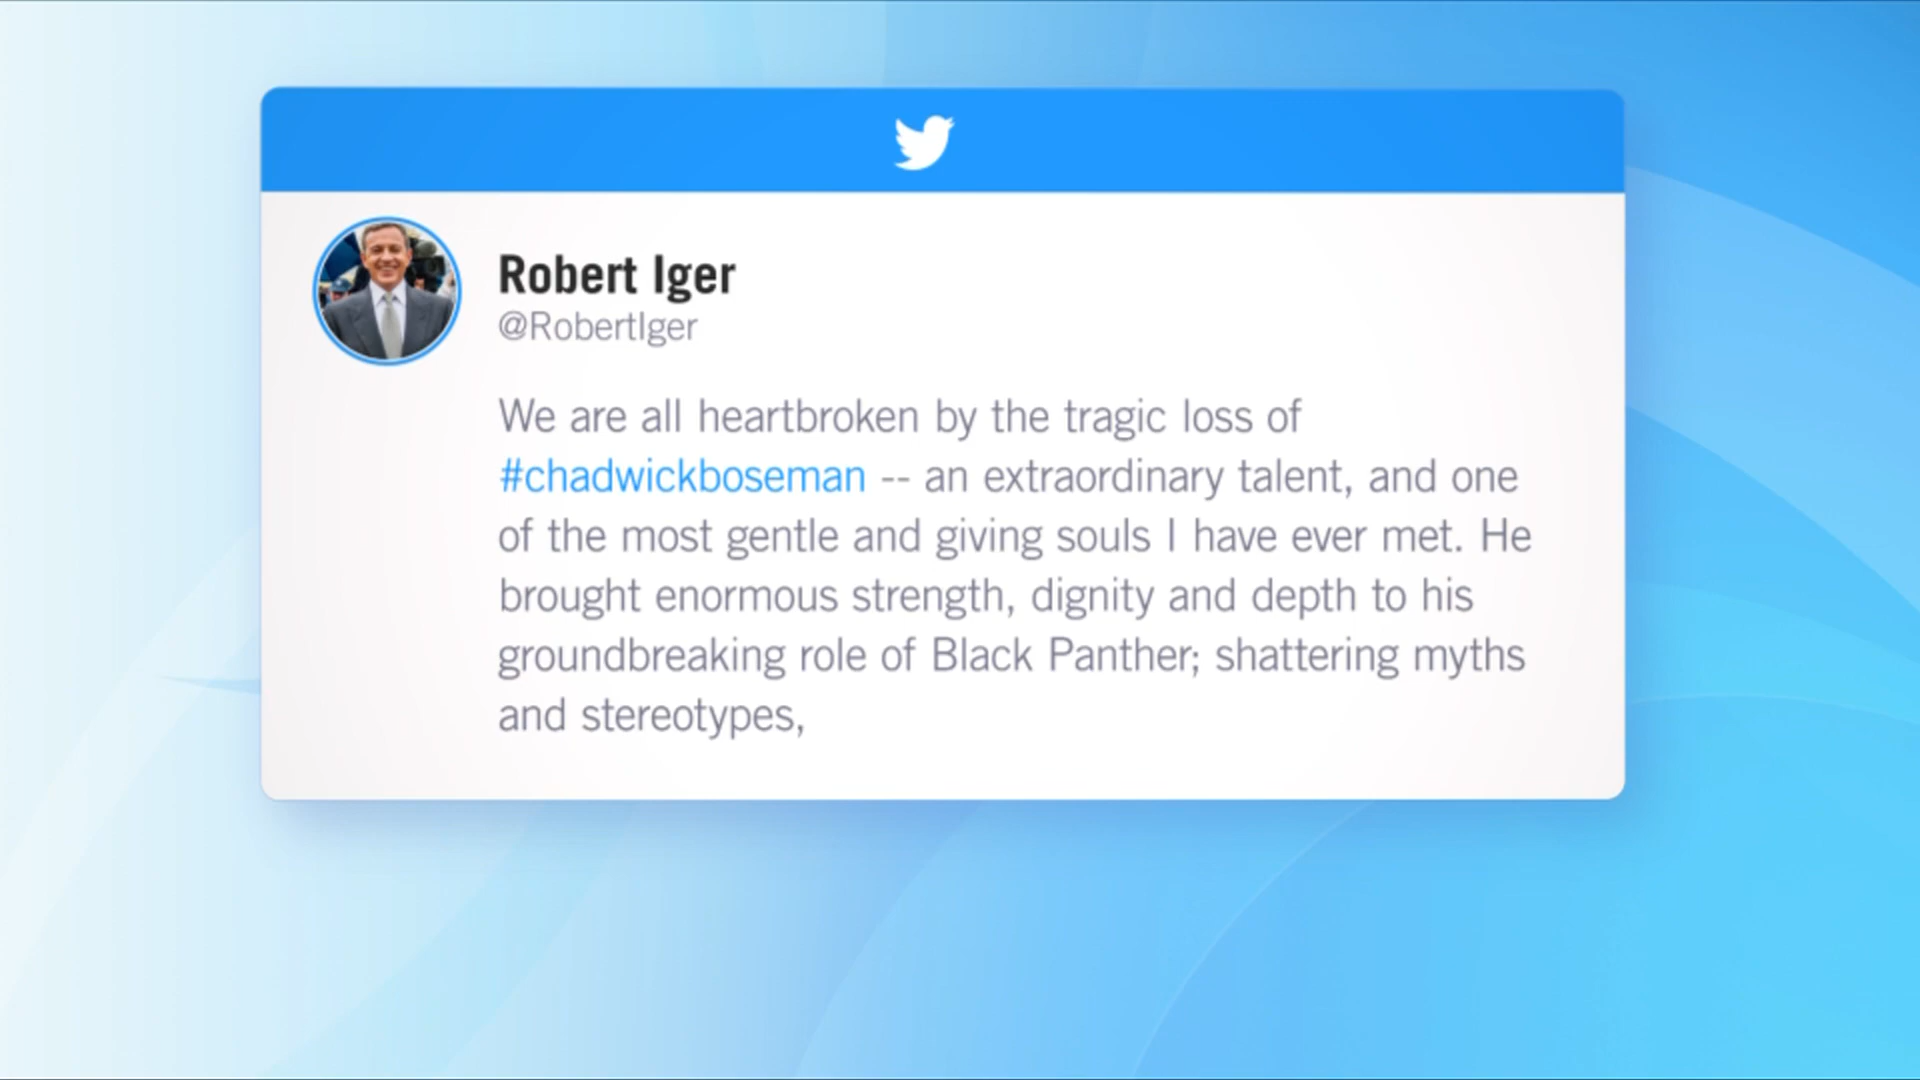 Robert Iger
@RobertIger
We are all heartbroken by the tragic loss of
#chadwickboseman -- an extraordinary talent, and one
of the most gentle and giving souls I have ever met. He
brought enormous strength, dignity and depth to his
groundbreaking role of Black Panther; shattering myths
and stereotypes,